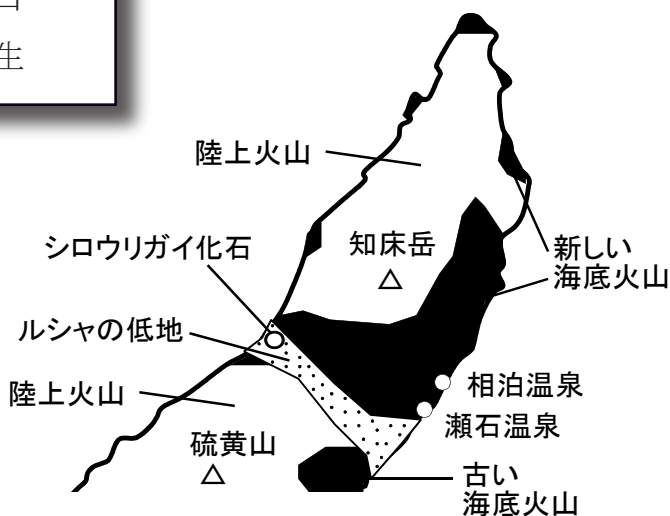 生
陸上火山
シロウリガイ化石
知床岳
新しい
海底火山
ルシャの低地
陸上火山
相泊温泉
瀬石温泉
硫黄山
古い
海底火山